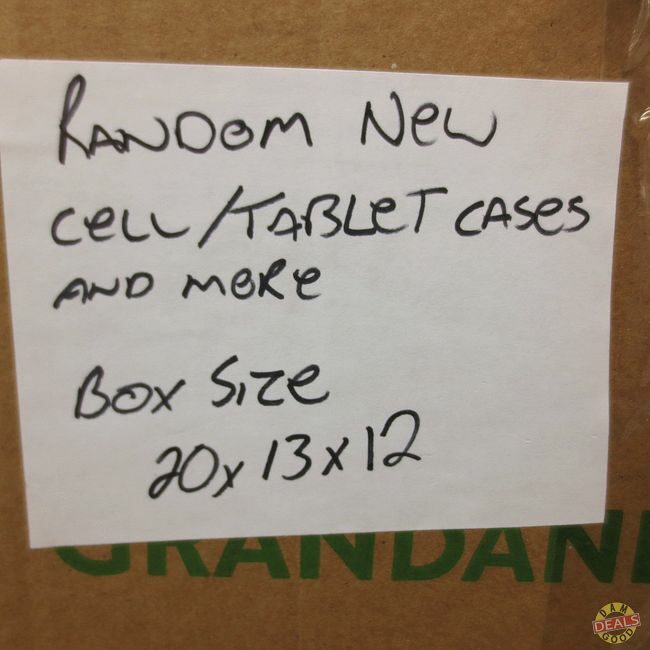 RANDOM New
CeLL/TABLeT CASeS
AND MORe
Box Size
20x13x12
GRANDAN
DAM
DEALS
GOOD